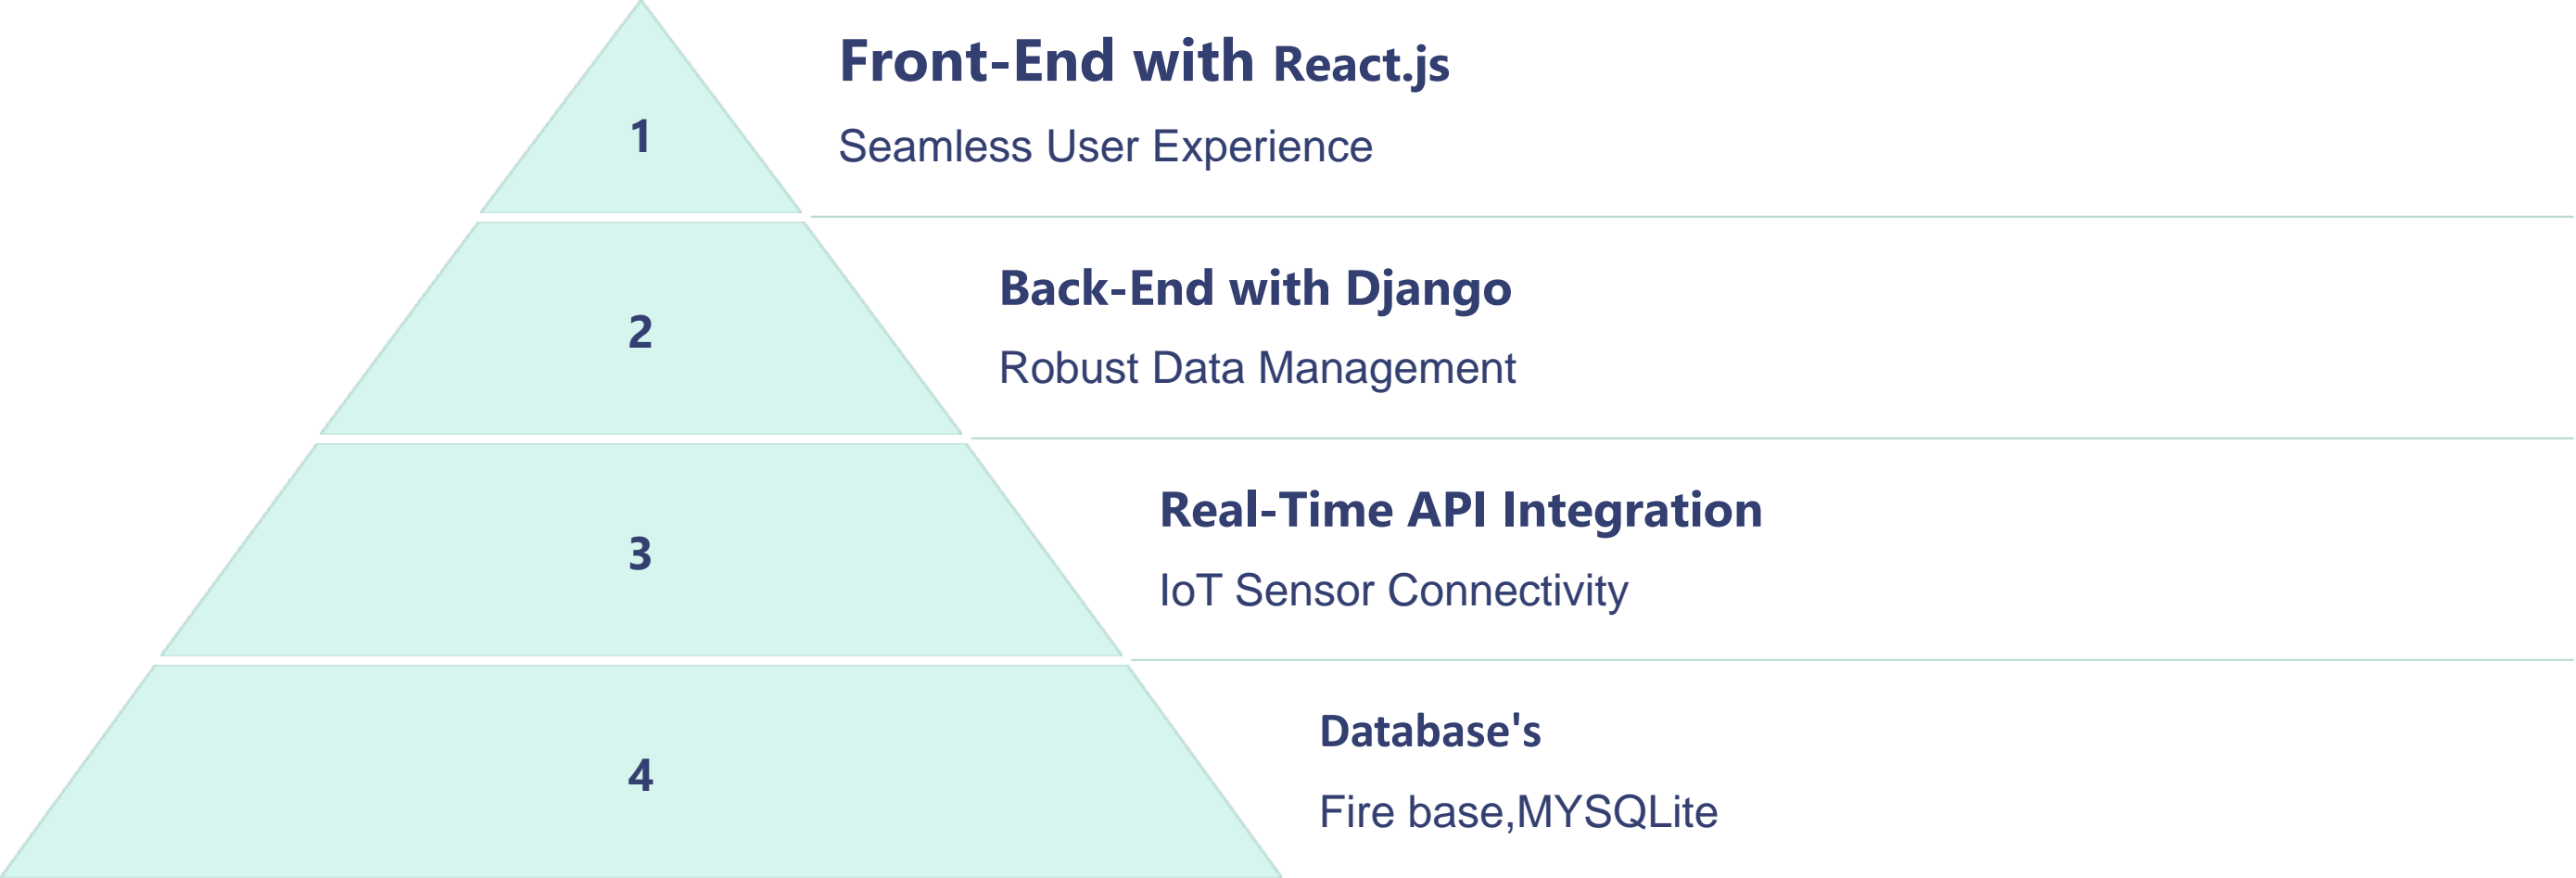 1
Front-End with React.js
Seamless User Experience
2
Back-End with Django
Robust Data Management
3
Real-Time API Integration
IoT Sensor Connectivity
4
Database's
Fire base,MYSQLite